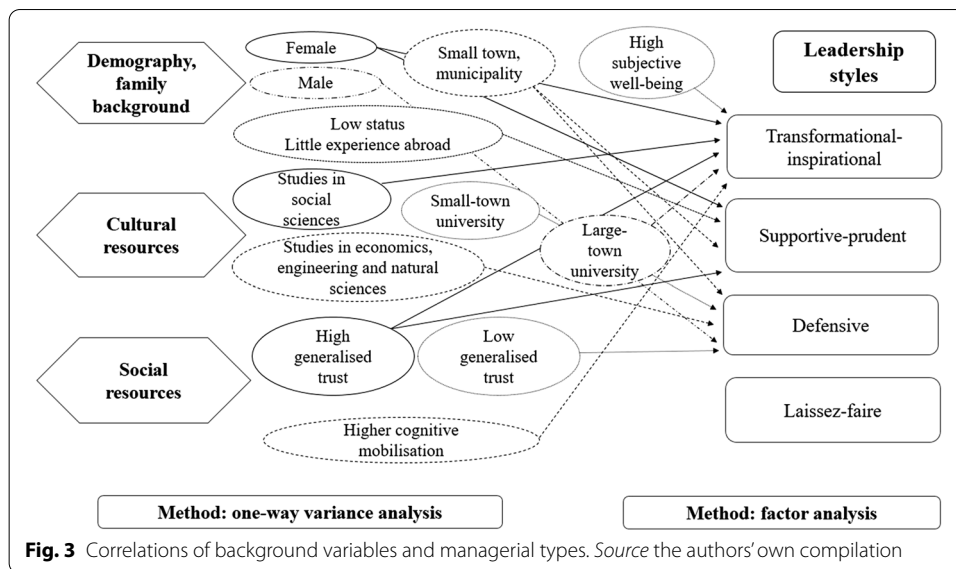 Demography,
family
background
Female
Male
Small town,
municipality
High
subjective
well-being
Leadership
styles
Low status
Little experience abroad
Transformational-
inspirational
Cultural
resources
Studies in
social
sciences
Small-town
university
Large-
town
university
Supportive-prudent
Studies in economics,
engineering and natural
sciences
Defensive
Social
resources
High
generalised
trust
Low
generalised
trust
Laissez-faire
Higher cognitive
mobilisation
Method: one-way variance analysis
Method: factor analysis
Fig. 3 Correlations of background variables and managerial types. Source the authors' own compilation